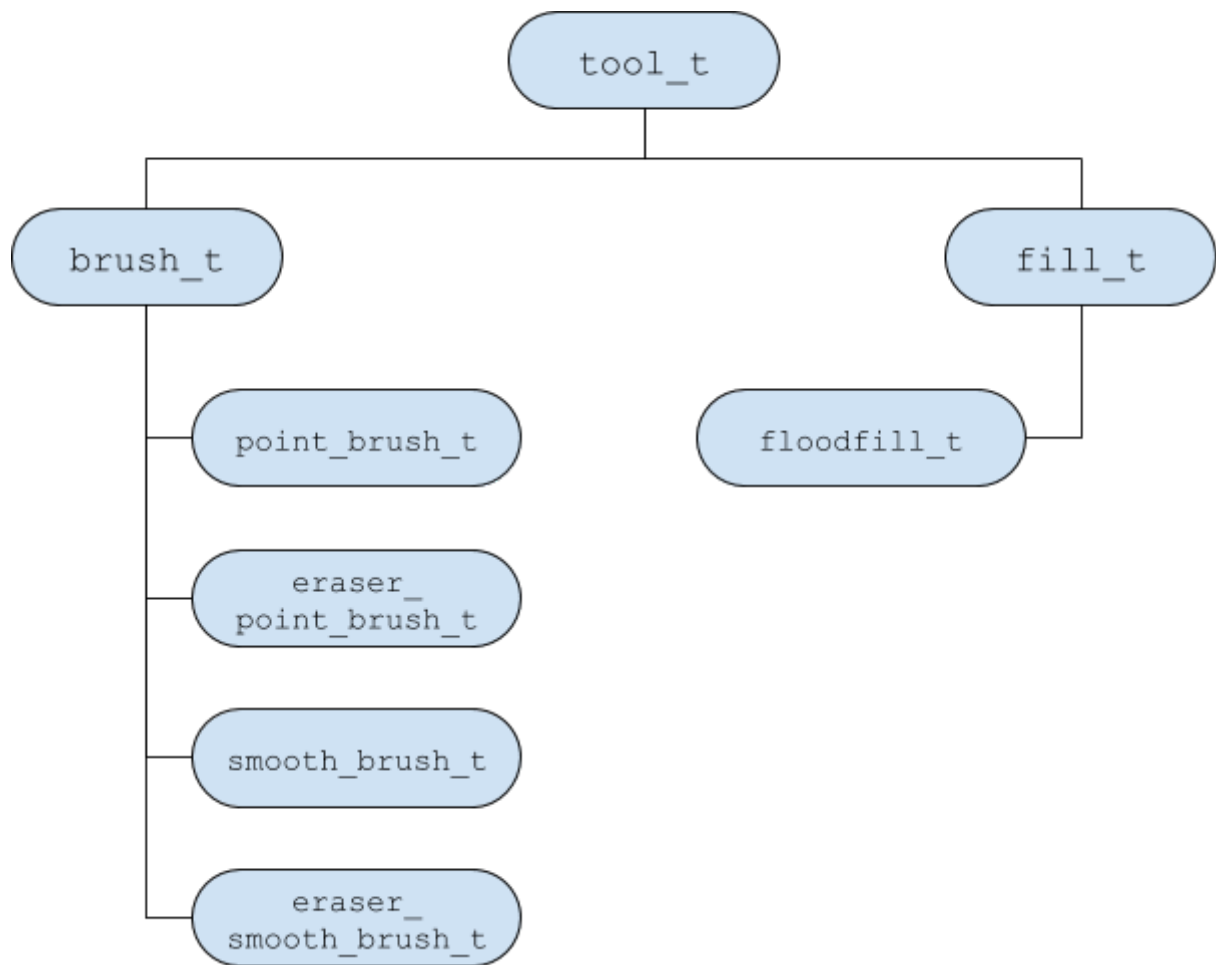 tool_t
brush_t
fill_t
point_brush_t
floodfill_t
eraser_
point_brush_t
smooth_brush_t
eraser_
smooth_brush_t